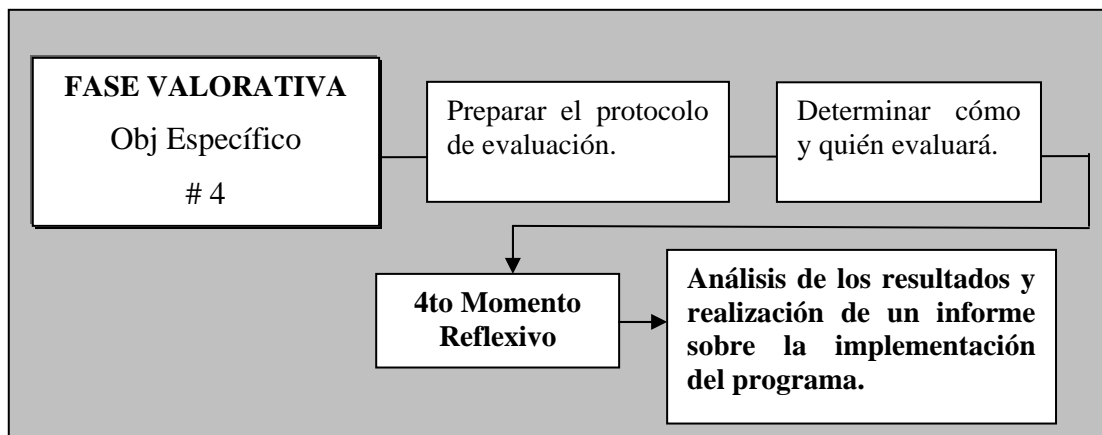 FASE VALORATIVA
Obj Específico
# 4
Preparar el protocolo
de evaluación.
Determinar cómo
y quién evaluará.
4to Momento
Reflexivo
Análisis de los resultados y
realización de un informe
sobre la implementación
del programa.